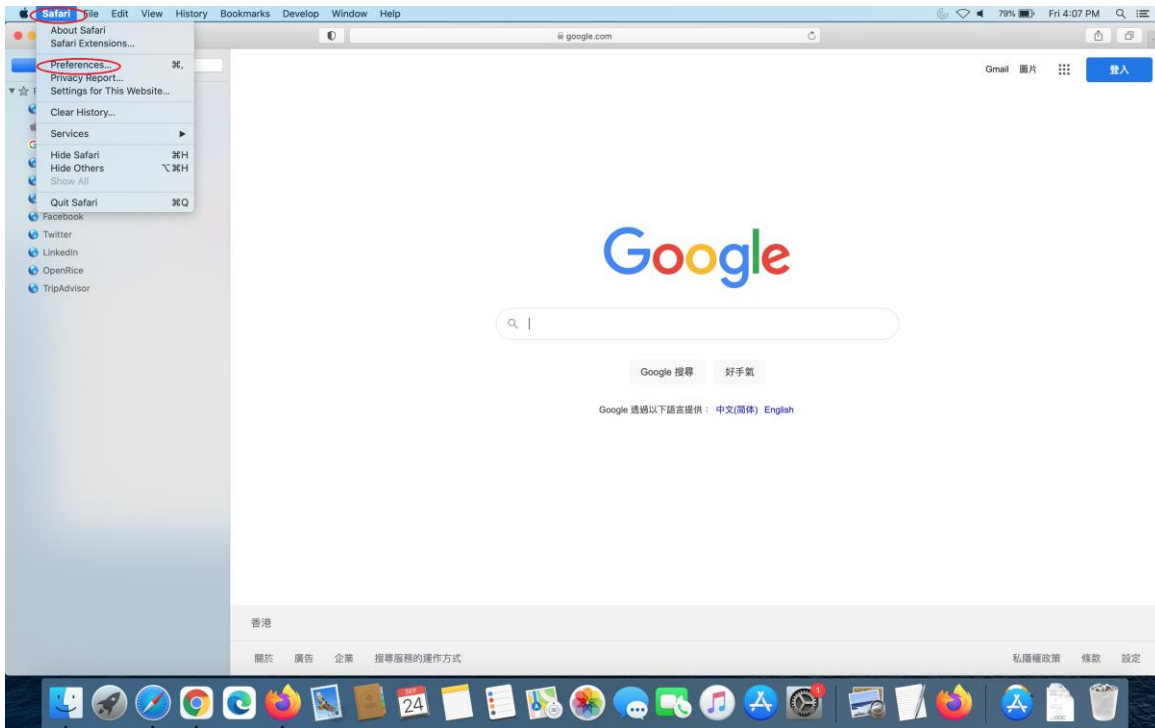 Safari File Edit View History Bookmarks Develop Window Help 79% Fri 4:07 PM
google.com
About Safari
Safari Extensions...
Preferences... ⌘,
Privacy Report...
Settings for This Website...
Clear History...
Services ▶
Hide Safari ⌘H
Hide Others ⌥⌘H
Show All
Quit Safari ⌘Q
Facebook
Twitter
LinkedIn
OpenRice
TripAdvisor
Gmail 圖片 登入
Google
Google 搜尋 好手氣
Google 透過以下語言提供: 中文(简体) English
香港
關於 廣告 企業 搜尋服務的運作方式 私隱權政策 條款 設定
SEP
24
1